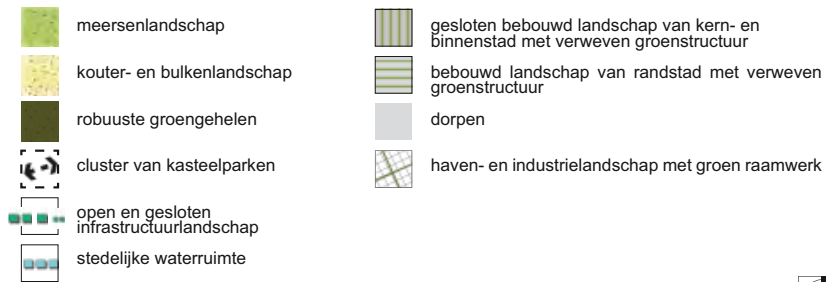 meersenlandschap
kouter- en bulkenlandschap
robuuste groengehelen
cluster van kasteelparken
open en gesloten
infrastructuurlandschap
stedelijke waterruimte
gesloten bebouwd landschap van kern- en
binnenstad met verweven groenstructuur
bebouwd landschap van randstad met verweven
groenstructuur
dorpen
haven- en industrielandschap met groen raamwerk